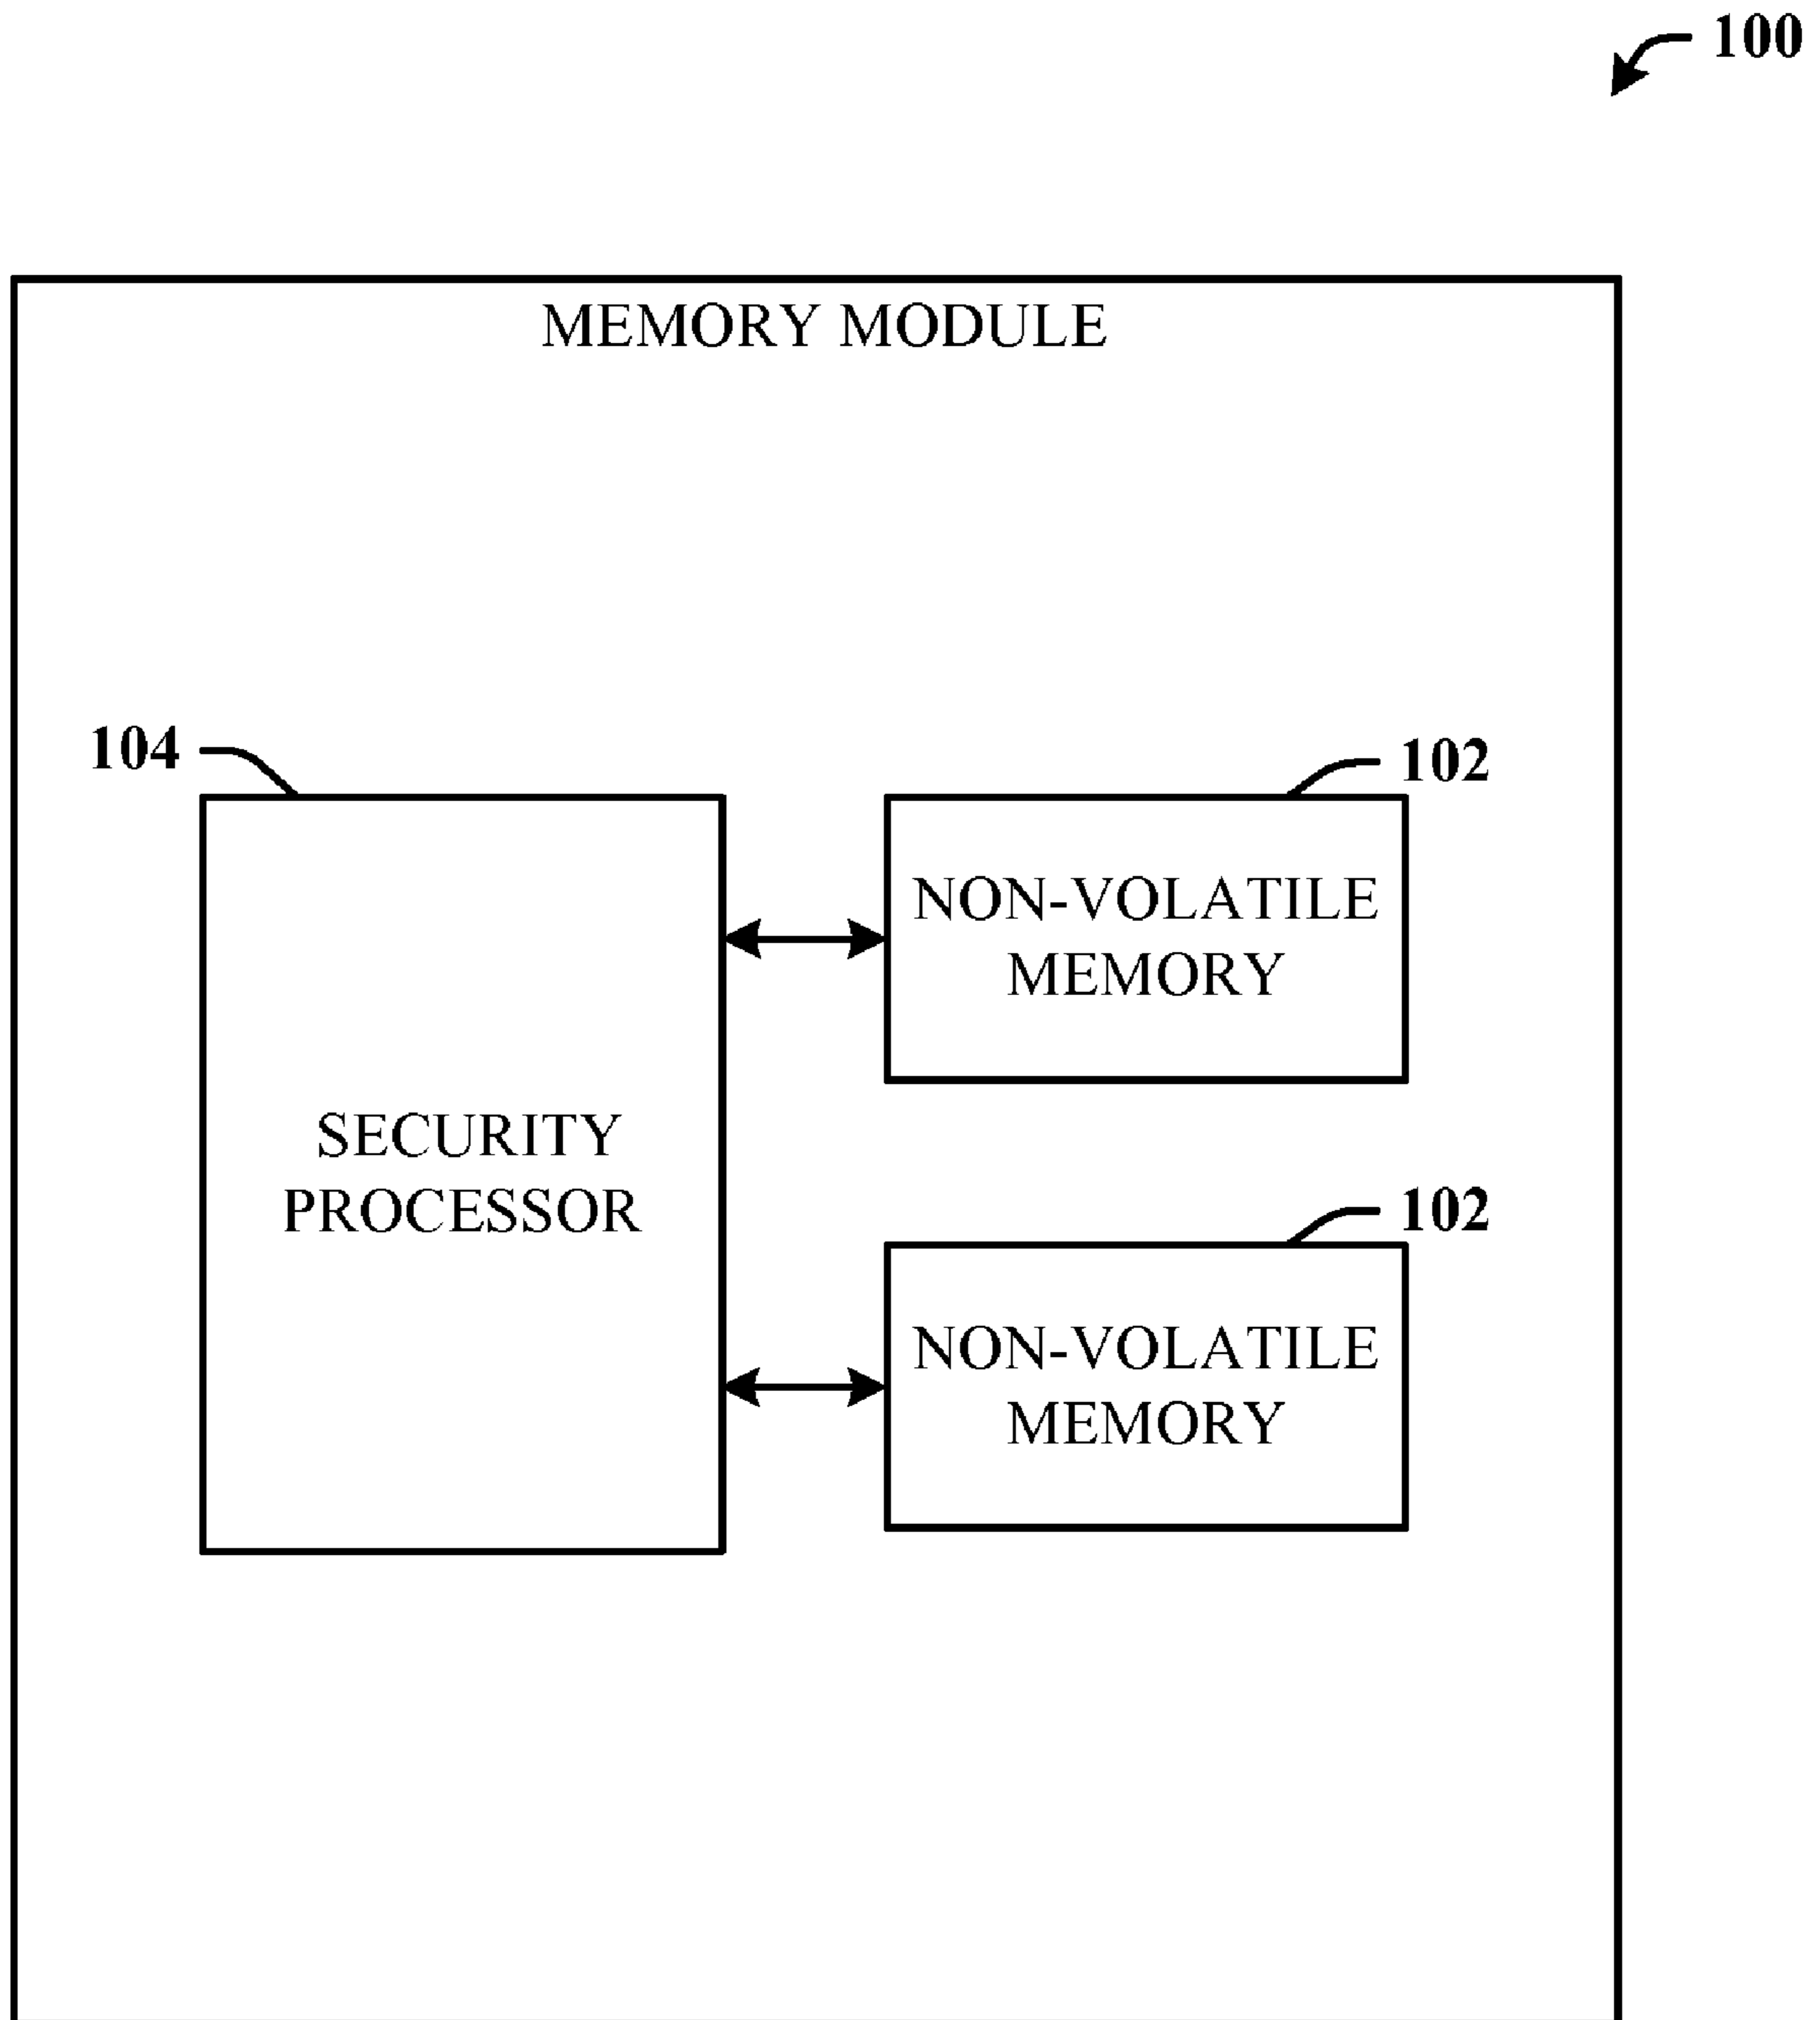 100
MEMORY MODULE
104
102
NON-VOLATILE
MEMORY
SECURITY
PROCESSOR
102
NON-VOLATILE
MEMORY